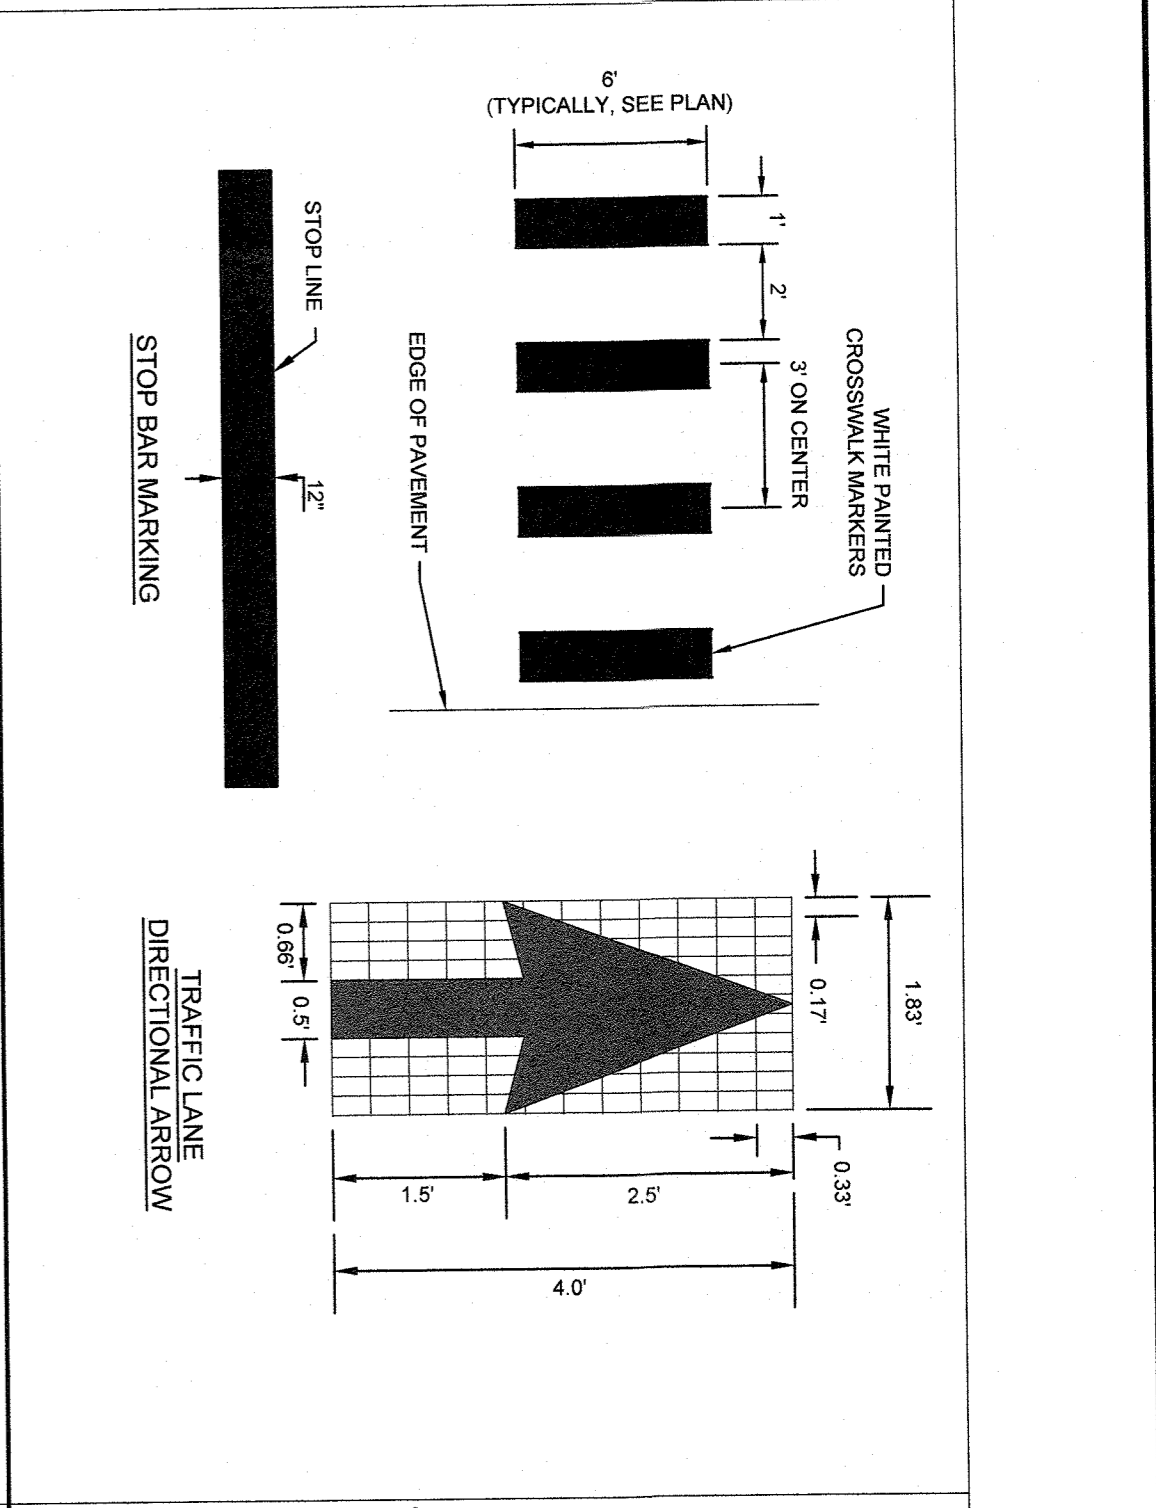 6'
(TYPICALLY, SEE PLAN)
1'
2'
3' ON CENTER
WHITE PAINTED
CROSSWALK MARKERS
EDGE OF PAVEMENT
STOP LINE
12"
STOP BAR MARKING
1.83'
0.17'
0.33'
2.5'
1.5'
4.0'
0.66'
0.5'
TRAFFIC LANE
DIRECTIONAL ARROW